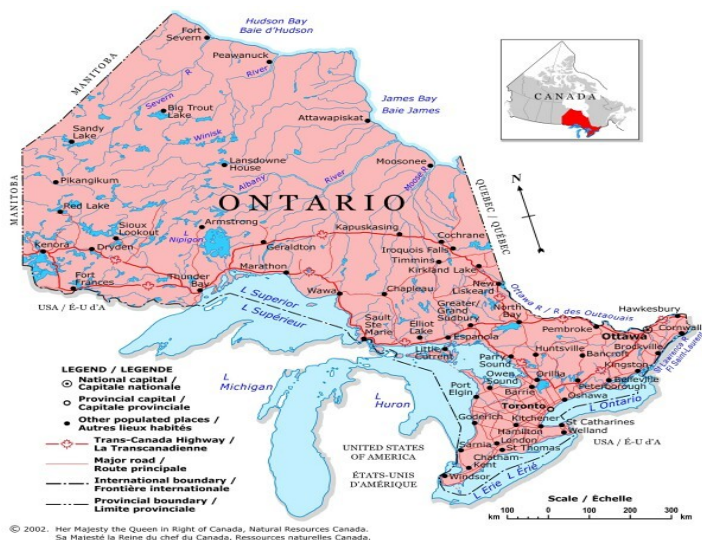 Hudson Bay
Baie d'Hudson
Fort
Severn
Peawanuck
MANITOBA
Severn R
River
James Bay
Baie James
CANADA
Big Trout
Lake
Attawapiskat
Sandy
Lake
Winisk
Lansdowne
House
Moosonee
Pikangikum
Albany
River
Moose R
MANITOBA
Red Lake
ONTARIO
QUEBEC / QUÉBEC
N
Sioux
Lookout
Armstrong
L
Nipigon
Kapuskasing
Cochrane
Kenora
Dryden
Geraldton
Iroquois Falls
Timmins
Kirkland Lake
Marathon
Fort
Frances
Thunder
Bay
Wawa
Chapleau
New
Liskeard
Ottawa R / R des Outaouais
USA / É-U d'A
L Superior
L Supérieur
Greater/
Grand
Sudbury
North
Bay
Hawkesbury
Sault
Ste
Marie
Elliot
Lake
Espanola
Pembroke
Ottawa
Cornwall
Little
Current
Parry
Sound
Huntsville
Bancroft
Brockville
Kingston
St Lawrence R
Fl Saint-Laurent
Owen
Sound
Orillia
Barrie
Peterborough
Belleville
Port
Elgin
Oshawa
L
Michigan
L
Huron
Toronto
L Ontario
Goderich
Kitchener
Hamilton
St Catharines
Welland
USA / É-U d'A
Sarnia
London
St Thomas
Chatham-
Kent
Windsor
L Erie
L Érié
UNITED STATES
OF AMERICA
ÉTATS-UNIS
D'AMÉRIQUE
LEGEND / LEGENDE
National capital /
Capitale nationale
Provincial capital /
Capitale provinciale
Other populated places /
Autres lieux habités
Trans-Canada Highway /
La Transcanadienne
Major road /
Route principale
International boundary /
Frontière internationale
Provincial boundary /
Limite provinciale
Scale / Échelle
km 100 0 100 200 300 km
© 2002. Her Majesty the Queen in Right of Canada, Natural Resources Canada.
Sa Majesté la Reine du chef du Canada, Ressources naturelles Canada.